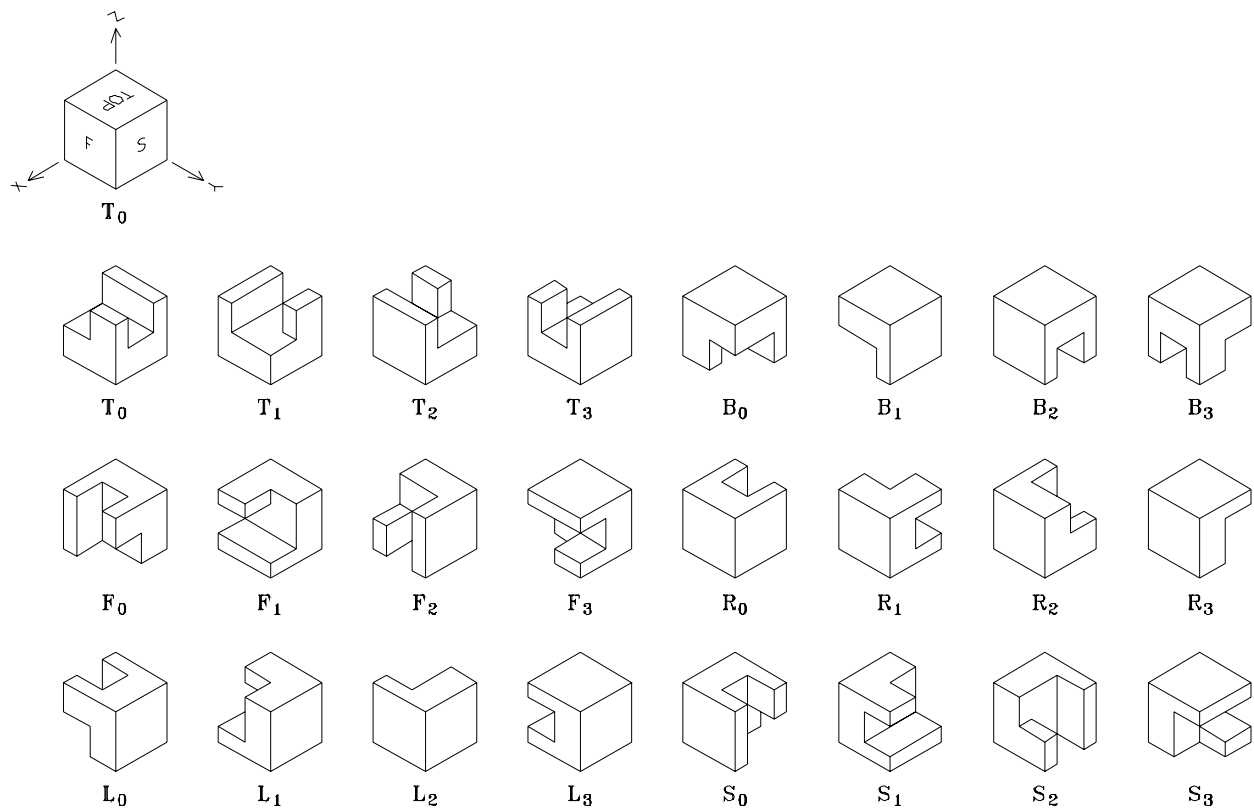 Z
TOP
F S
X Y
T₀
T₀ T₁ T₂ T₃ B₀ B₁ B₂ B₃
F₀ F₁ F₂ F₃ R₀ R₁ R₂ R₃
L₀ L₁ L₂ L₃ S₀ S₁ S₂ S₃